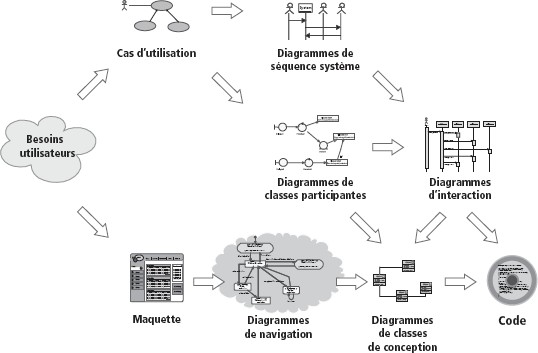 Cas d'utilisation
Diagrammes de
séquence système
Besoins
utilisateurs
Diagrammes de
classes participantes
Diagrammes
d'interaction
Maquette
Diagrammes
de navigation
Diagrammes
de classes
de conception
Code